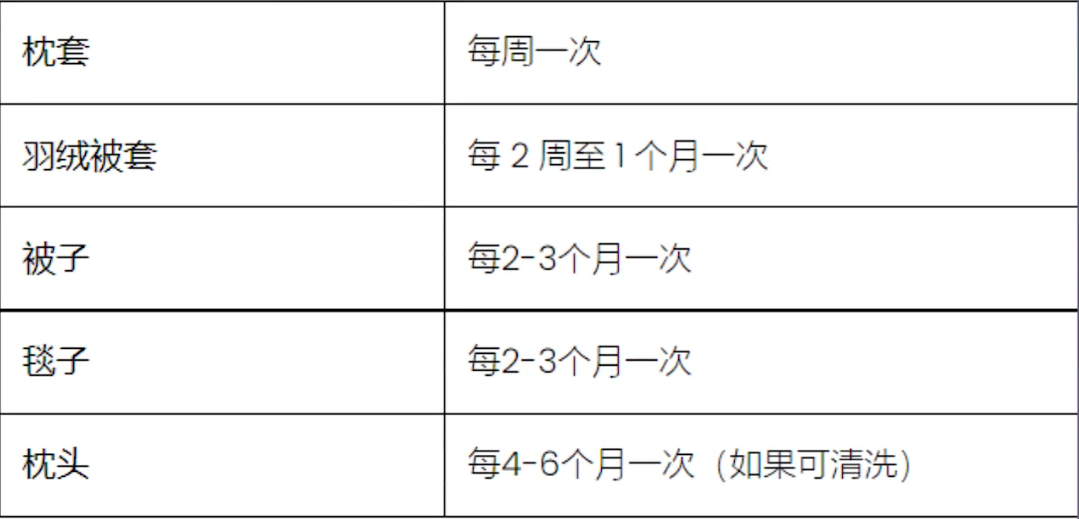 枕套 每周一次
羽绒被套 每 2 周至 1 个月一次
被子 每2-3个月一次
毯子 每2-3个月一次
枕头 每4-6个月一次（如果可清洗）